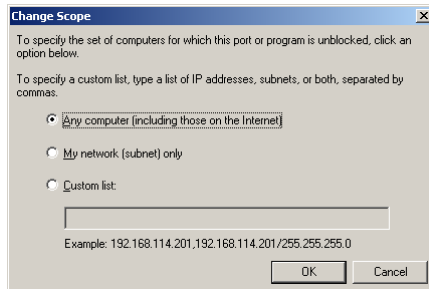 Change Scope
To specify the set of computers for which this port or program is unblocked, click an
option below.
To specify a custom list, type a list of IP addresses, subnets, or both, separated by
commas.
Any computer (including those on the Internet)
My network (subnet) only
Custom list:
Example: 192.168.114.201,192.168.114.201/255.255.255.0
OK Cancel